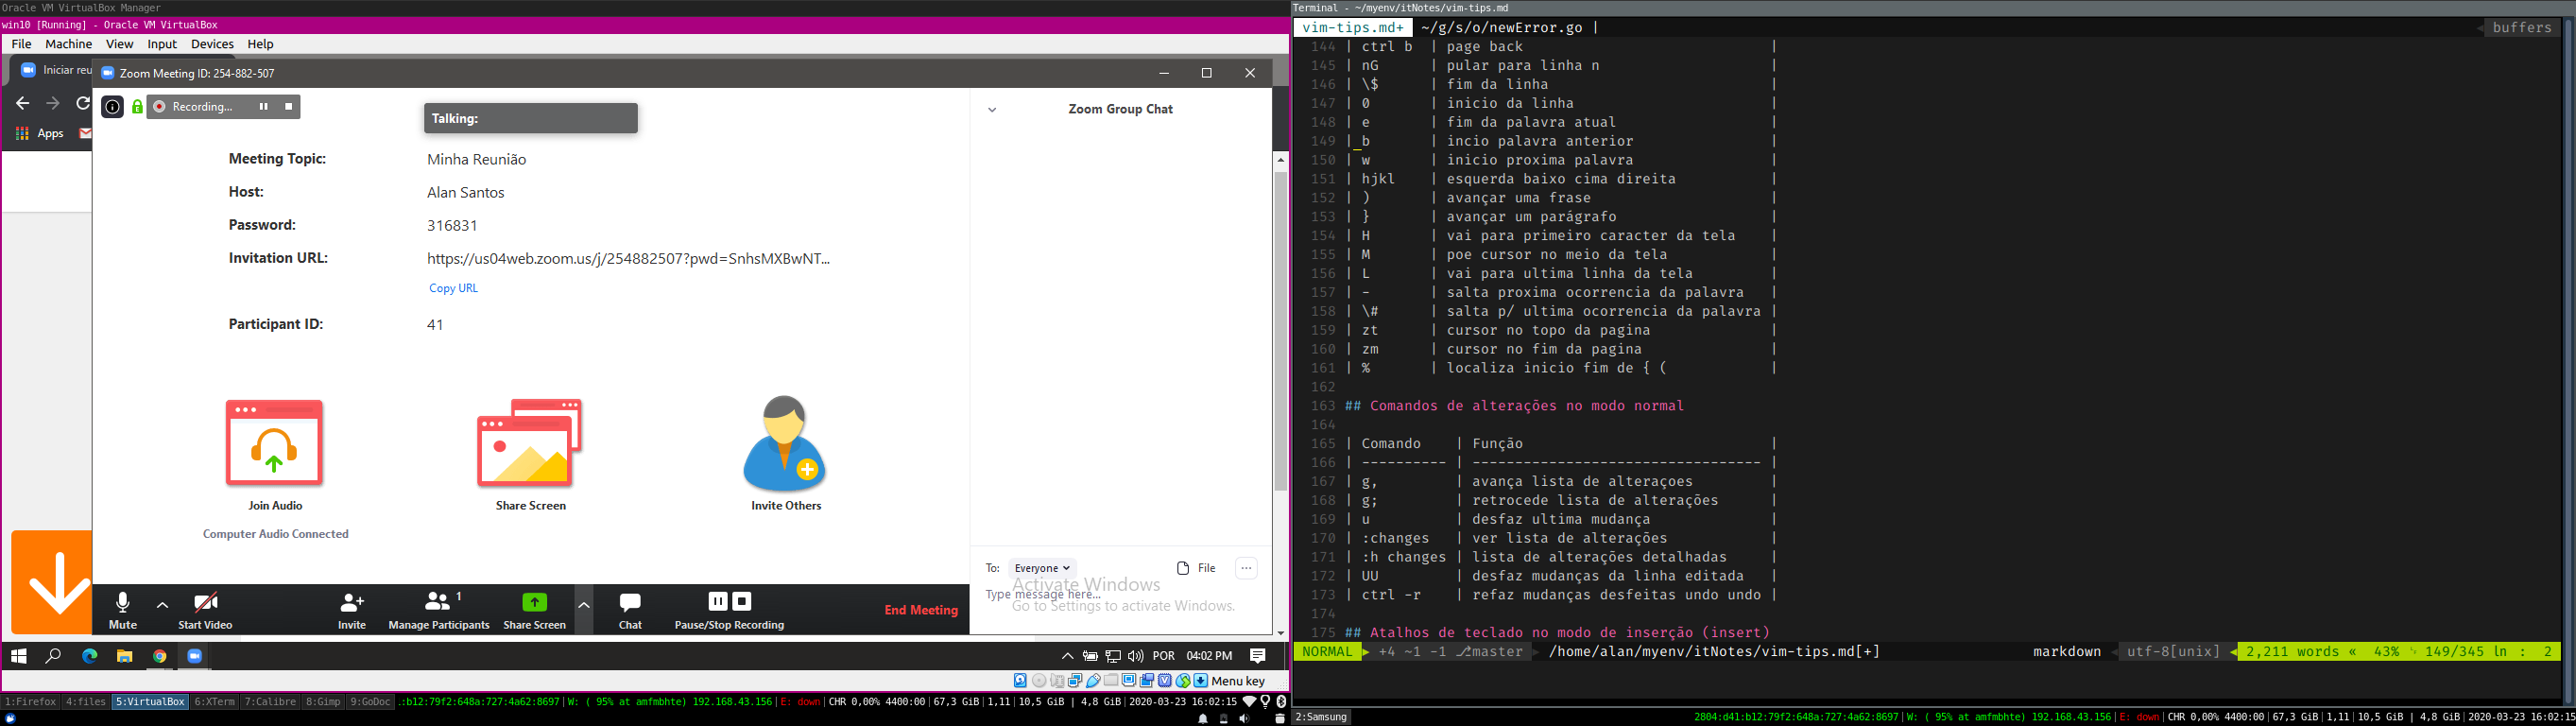 Oracle VM VirtualBox Manager
win10 [Running] - Oracle VM VirtualBox
File Machine View Input Devices Help
Iniciar reu
Zoom Meeting ID: 254-882-507
Recording...
Talking:
Apps
Meeting Topic: Minha Reunião
Host: Alan Santos
Password: 316831
Invitation URL: https://us04web.zoom.us/j/254882507?pwd=SnhsMXBwNT...
Copy URL
Participant ID: 41
Join Audio
Computer Audio Connected
Share Screen
Invite Others
Zoom Group Chat
To: Everyone File ...
Type message here...
Activate Windows
Go to Settings to activate Windows.
Mute Start Video Invite Manage Participants 1 Share Screen Chat Pause/Stop Recording End Meeting
POR 04:02 PM
Menu key
1:Firefox 4:files 5:VirtualBox 6:XTerm 7:Calibre 8:Gimp 9:GoDoc .:b12:79f2:648a:727:4a62:8697|W: ( 95% at amfmbhte) 192.168.43.156|E: down|CHR 0,00% 4400:00|67,3 GiB|1,11|10,5 GiB | 4,8 GiB|2020-03-23 16:02:15
Terminal - ~/myenv/itNotes/vim-tips.md
vim-tips.md+ ~/g/s/o/newError.go | buffers
144 | ctrl b | page back |
145 | nG | pular para linha n |
146 | \$ | fim da linha |
147 | 0 | inicio da linha |
148 | e | fim da palavra atual |
149 |_b | incio palavra anterior |
150 | w | inicio proxima palavra |
151 | hjkl | esquerda baixo cima direita |
152 | ) | avançar uma frase |
153 | } | avançar um parágrafo |
154 | H | vai para primeiro caracter da tela |
155 | M | poe cursor no meio da tela |
156 | L | vai para ultima linha da tela |
157 | - | salta proxima ocorrencia da palavra |
158 | \# | salta p/ ultima ocorrencia da palavra |
159 | zt | cursor no topo da pagina |
160 | zm | cursor no fim da pagina |
161 | % | localiza inicio fim de { ( |
162
163 ## Comandos de alterações no modo normal
164
165 | Comando | Função |
166 | ---------- | ---------------------------------- |
167 | g, | avança lista de alteraçoes |
168 | g; | retrocede lista de alterações |
169 | u | desfaz ultima mudança |
170 | :changes | ver lista de alterações |
171 | :h changes | lista de alterações detalhadas |
172 | UU | desfaz mudanças da linha editada |
173 | ctrl -r | refaz mudanças desfeitas undo undo |
174
175 ## Atalhos de teclado no modo de inserção (insert)
NORMAL +4 ~1 -1 master /home/alan/myenv/itNotes/vim-tips.md[+] markdown utf-8[unix] 2,211 words « 43% 149/345 ln : 2
2:Samsung 2804:d41:b12:79f2:648a:727:4a62:8697|W: ( 95% at amfmbhte) 192.168.43.156|E: down|CHR 0,00% 4400:00|67,3 GiB|1,11|10,5 GiB | 4,8 GiB|2020-03-23 16:02:1